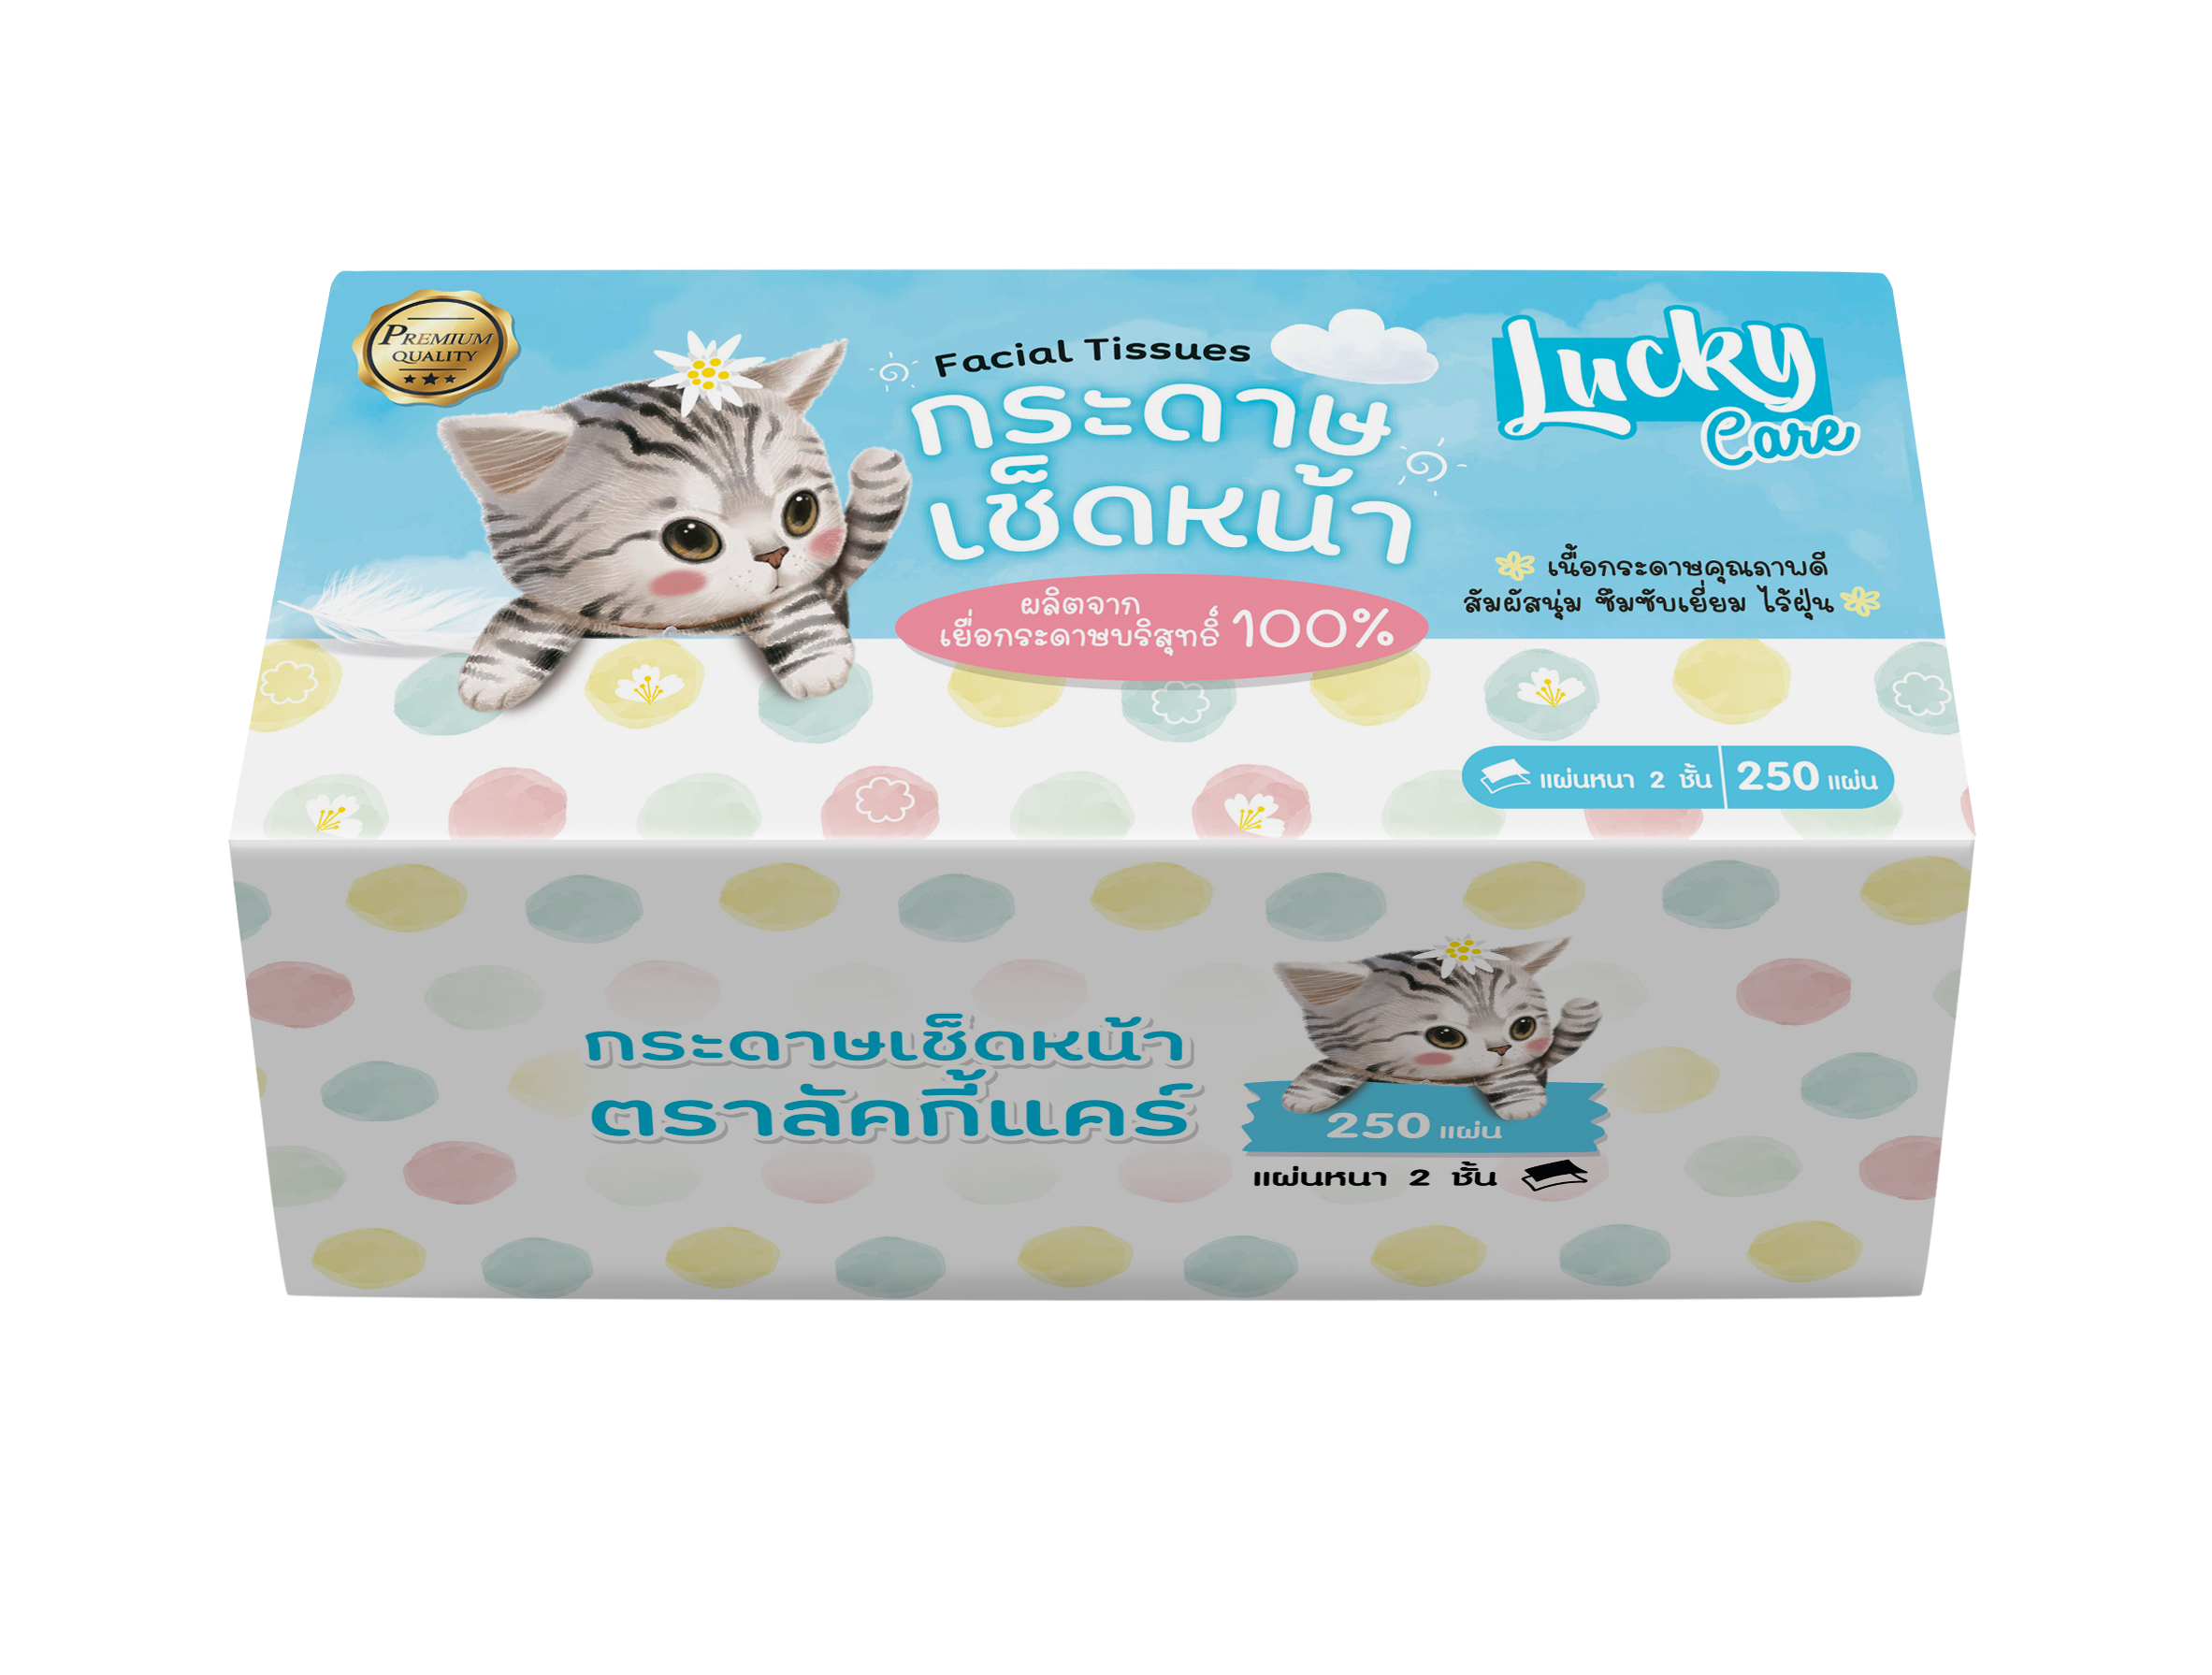 PREMIUM
QUALITY
Facial Tissues
กระดาษ
เช็ดหน้า
ผลิตจาก
เยื่อกระดาษบริสุทธิ์ 100%
Lucky
Care
เนื้อกระดาษคุณภาพดี
สัมผัสนุ่ม ซึมซับเยี่ยม ไร้ฝุ่น
แผ่นหนา 2 ชั้น 250 แผ่น
กระดาษเช็ดหน้า
ตราลัคกี้แคร์
250 แผ่น
แผ่นหนา 2 ชั้น